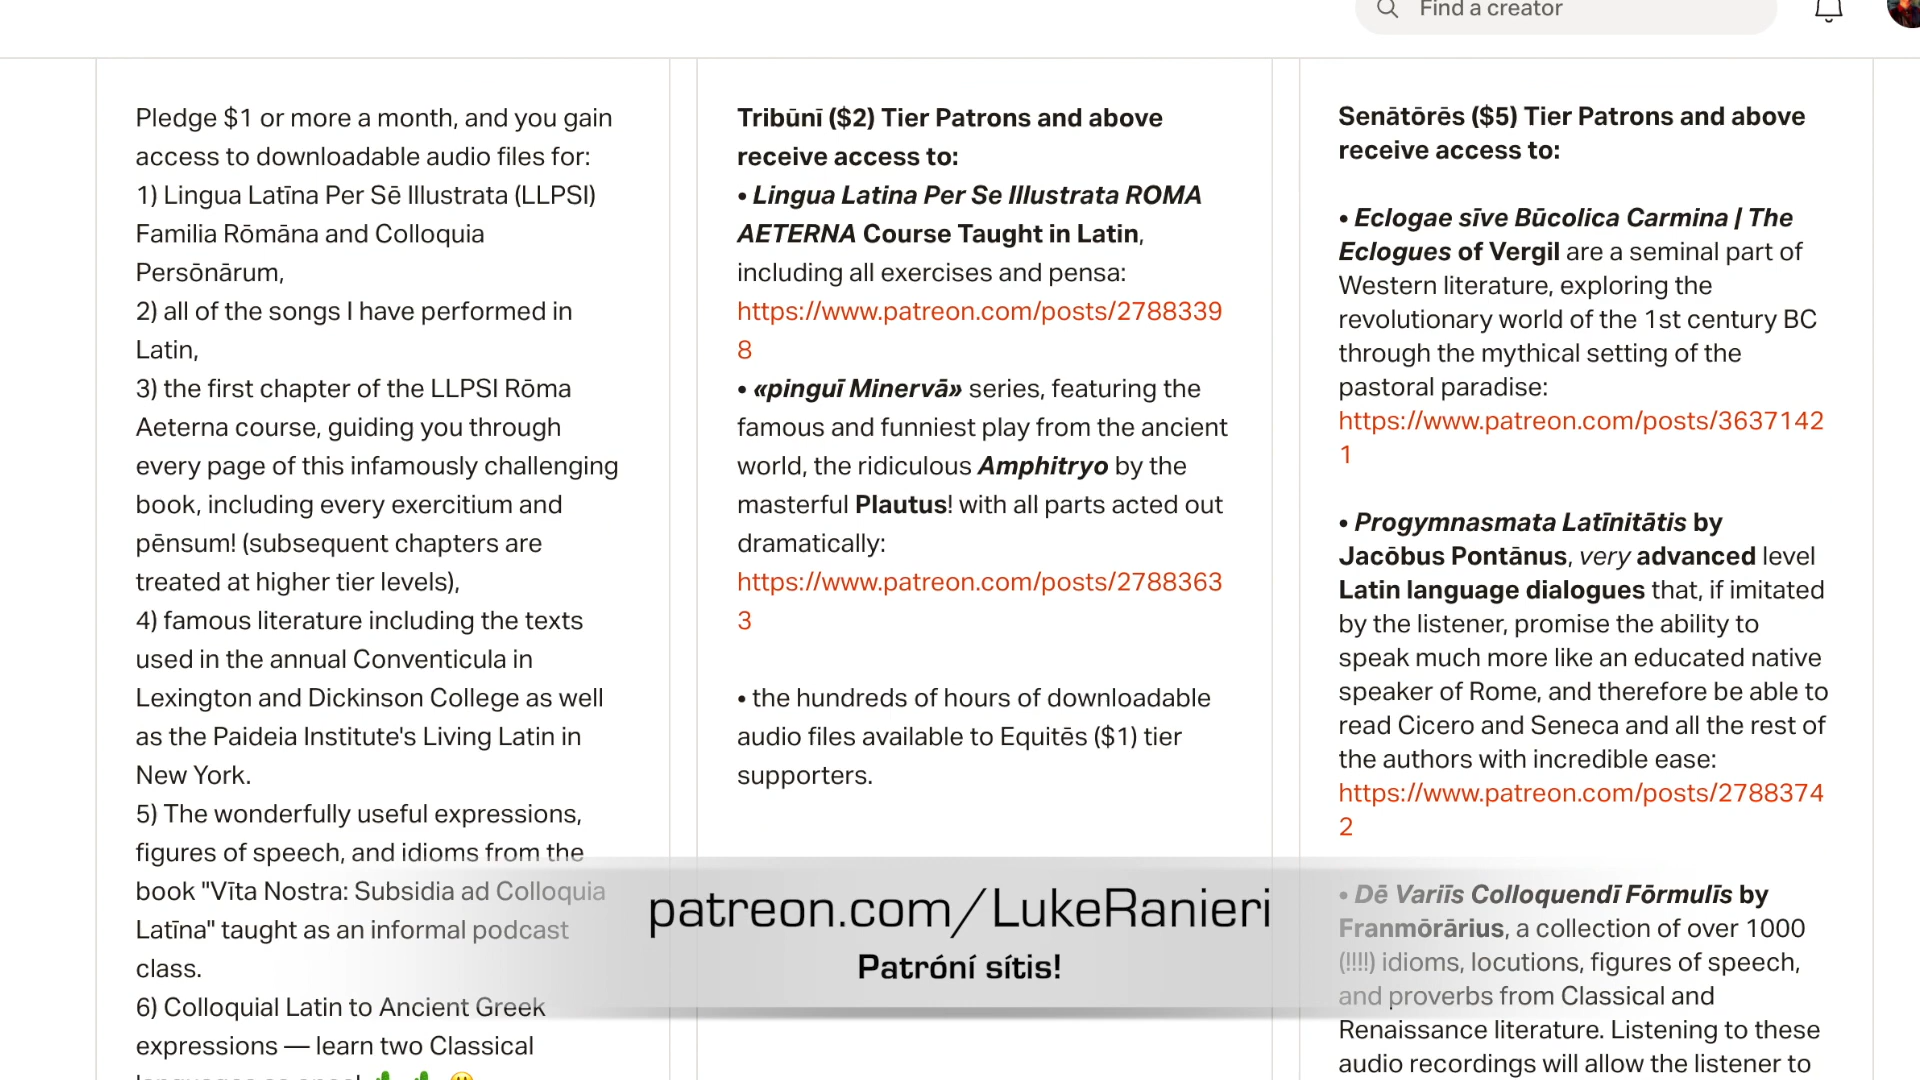 Find a creator
Pledge $1 or more a month, and you gain
access to downloadable audio files for:
1) Lingua Latīna Per Sē Illustrata (LLPSI)
Familia Rōmāna and Colloquia
Persōnārum,
2) all of the songs I have performed in
Latin,
3) the first chapter of the LLPSI Rōma
Aeterna course, guiding you through
every page of this infamously challenging
book, including every exercitium and
pēnsum! (subsequent chapters are
treated at higher tier levels),
4) famous literature including the texts
used in the annual Conventicula in
Lexington and Dickinson College as well
as the Paideia Institute's Living Latin in
New York.
5) The wonderfully useful expressions,
figures of speech, and idioms from the
book "Vīta Nostra: Subsidia ad Colloquia
Latīna" taught as an informal podcast
class.
6) Colloquial Latin to Ancient Greek
expressions — learn two Classical
Tribūnī ($2) Tier Patrons and above
receive access to:
• Lingua Latina Per Se Illustrata ROMA
AETERNA Course Taught in Latin,
including all exercises and pensa:
https://www.patreon.com/posts/2788339
8
• «pinguī Minervā» series, featuring the
famous and funniest play from the ancient
world, the ridiculous Amphitryo by the
masterful Plautus! with all parts acted out
dramatically:
https://www.patreon.com/posts/2788363
3
• the hundreds of hours of downloadable
audio files available to Equitēs ($1) tier
supporters.
Senātōrēs ($5) Tier Patrons and above
receive access to:
• Eclogae sīve Būcolica Carmina | The
Eclogues of Vergil are a seminal part of
Western literature, exploring the
revolutionary world of the 1st century BC
through the mythical setting of the
pastoral paradise:
https://www.patreon.com/posts/3637142
1
• Progymnasmata Latīnitātis by
Jacōbus Pontānus, very advanced level
Latin language dialogues that, if imitated
by the listener, promise the ability to
speak much more like an educated native
speaker of Rome, and therefore be able to
read Cicero and Seneca and all the rest of
the authors with incredible ease:
https://www.patreon.com/posts/2788374
2
• Dē Variīs Colloquendī Fōrmulīs by
Franmōrārius, a collection of over 1000
(!!!!) idioms, locutions, figures of speech,
and proverbs from Classical and
Renaissance literature. Listening to these
audio recordings will allow the listener to
patreon.com/LukeRanieri
Patróní sítis!